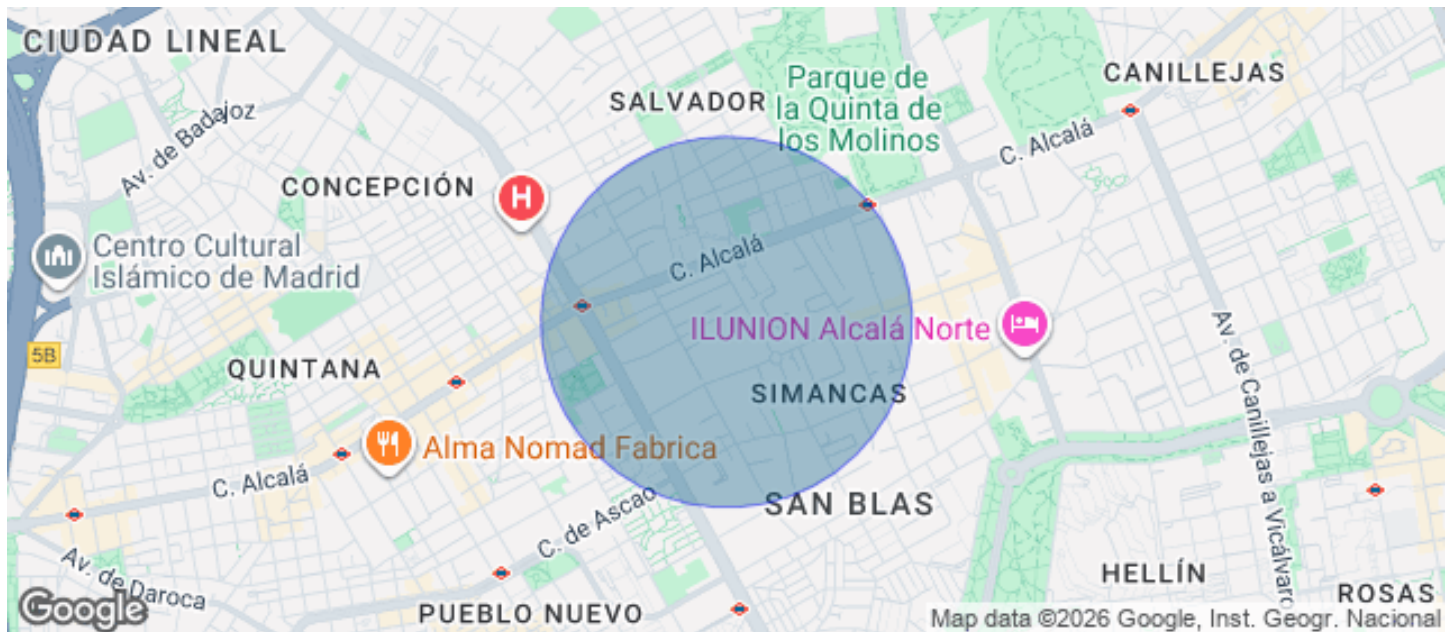 CIUDAD LINEAL
Av. de Badajoz
SALVADOR
Parque de
la Quinta de
los Molinos
CANILLEJAS
C. Alcalá
CONCEPCIÓN
H
Centro Cultural
Islámico de Madrid
C. Alcalá
5B
QUINTANA
ILUNION Alcalá Norte
SIMANCAS
Av. de Canillejas a Vicálvaro
Alma Nomad Fabrica
C. Alcalá
C. de Ascao
SAN BLAS
Av. de Daroca
HELLÍN
ROSAS
PUEBLO NUEVO
Google
Map data ©2026 Google, Inst. Geogr. Nacional